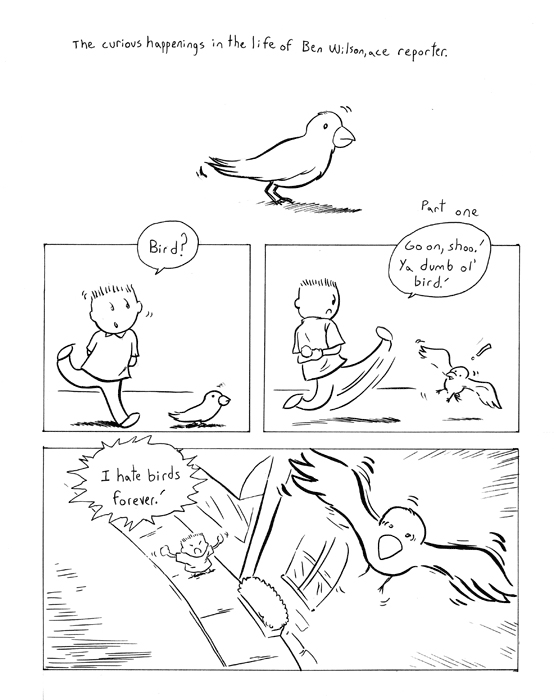 The curious happenings in the life of Ben Wilson, ace reporter.
Part one
Bird?
Go on, shoo!
Ya dumb ol'
bird!
I hate birds
forever!